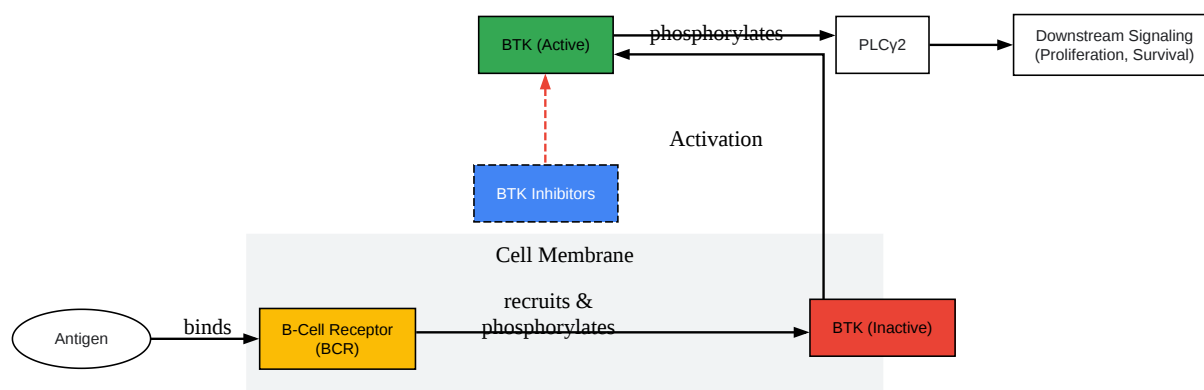 BTK (Active)
phosphorylates
PLCγ2
Downstream Signaling
(Proliferation, Survival)
Activation
BTK Inhibitors
Cell Membrane
recruits &
phosphorylates
Antigen
binds
B-Cell Receptor
(BCR)
BTK (Inactive)